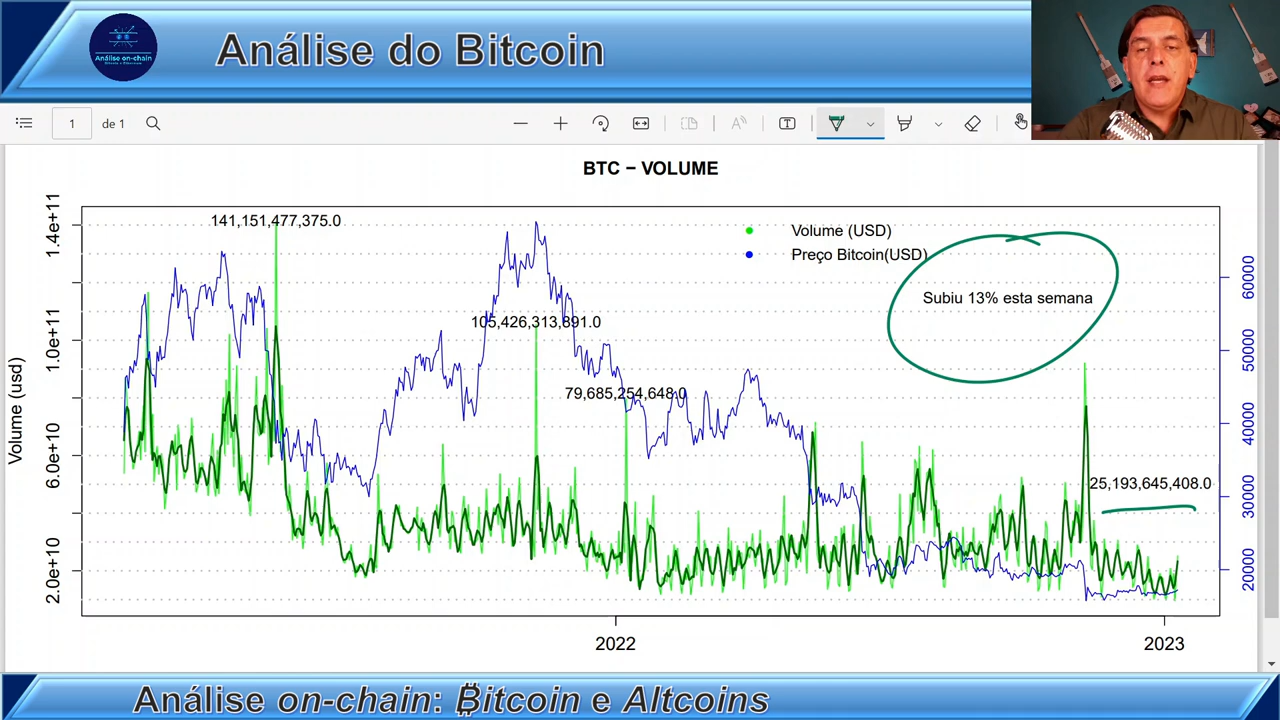 Análise on-chain
Análise do Bitcoin
1 de 1
BTC − VOLUME
Volume (USD)
Preço Bitcoin(USD)
Subiu 13% esta semana
141,151,477,375.0
105,426,313,891.0
79,685,254,648.0
25,193,645,408.0
Volume (usd)
1.4e+11
1.0e+11
6.0e+10
2.0e+10
60000
50000
40000
30000
20000
2022
2023
Análise on-chain: ₿itcoin e Altcoins